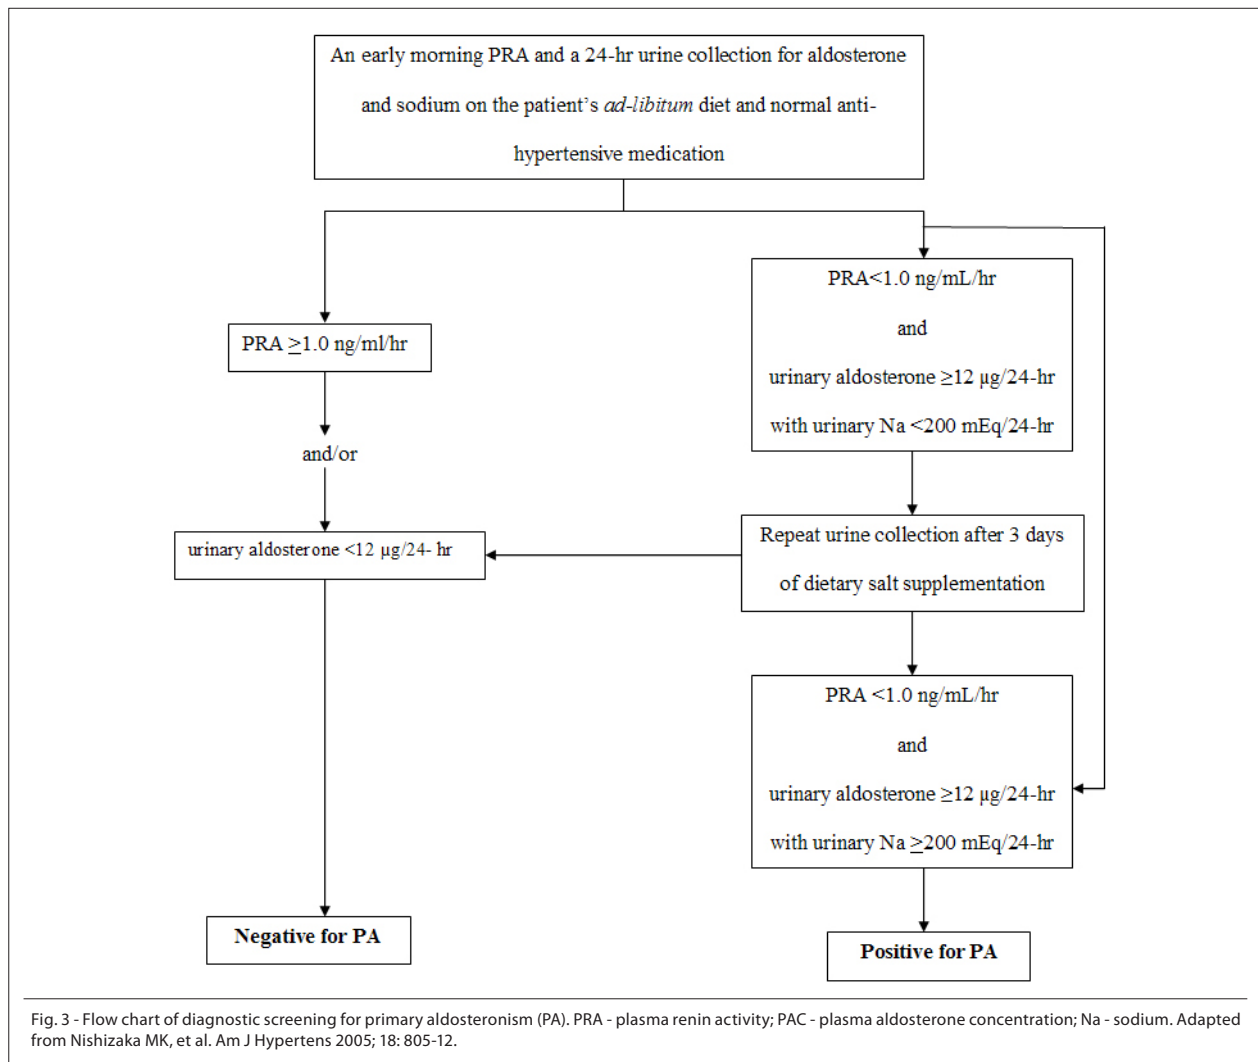 An early morning PRA and a 24-hr urine collection for aldosterone
and sodium on the patient's ad-libitum diet and normal anti-
hypertensive medication
PRA ≥1.0 ng/ml/hr
and/or
urinary aldosterone <12 µg/24- hr
Negative for PA
PRA<1.0 ng/mL/hr
and
urinary aldosterone ≥12 µg/24-hr
with urinary Na <200 mEq/24-hr
Repeat urine collection after 3 days
of dietary salt supplementation
PRA <1.0 ng/mL/hr
and
urinary aldosterone ≥12 µg/24-hr
with urinary Na ≥200 mEq/24-hr
Positive for PA
Fig. 3 - Flow chart of diagnostic screening for primary aldosteronism (PA). PRA - plasma renin activity; PAC - plasma aldosterone concentration; Na - sodium. Adapted
from Nishizaka MK, et al. Am J Hypertens 2005; 18: 805-12.